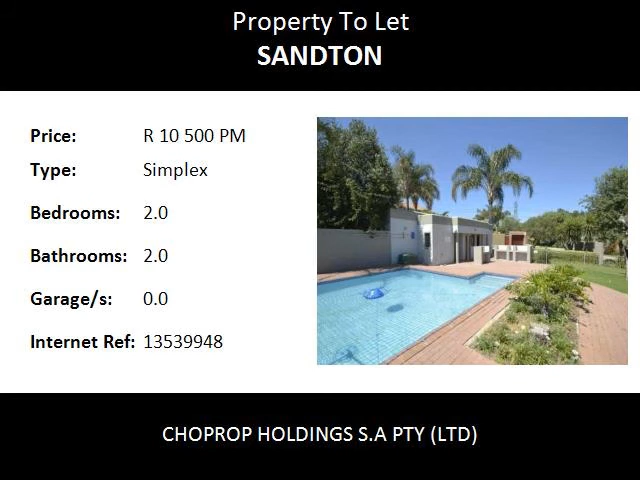 Property To Let
SANDTON
Price: R 10 500 PM
Type: Simplex
Bedrooms: 2.0
Bathrooms: 2.0
Garage/s: 0.0
Internet Ref: 13539948
CHOPROP HOLDINGS S.A PTY (LTD)